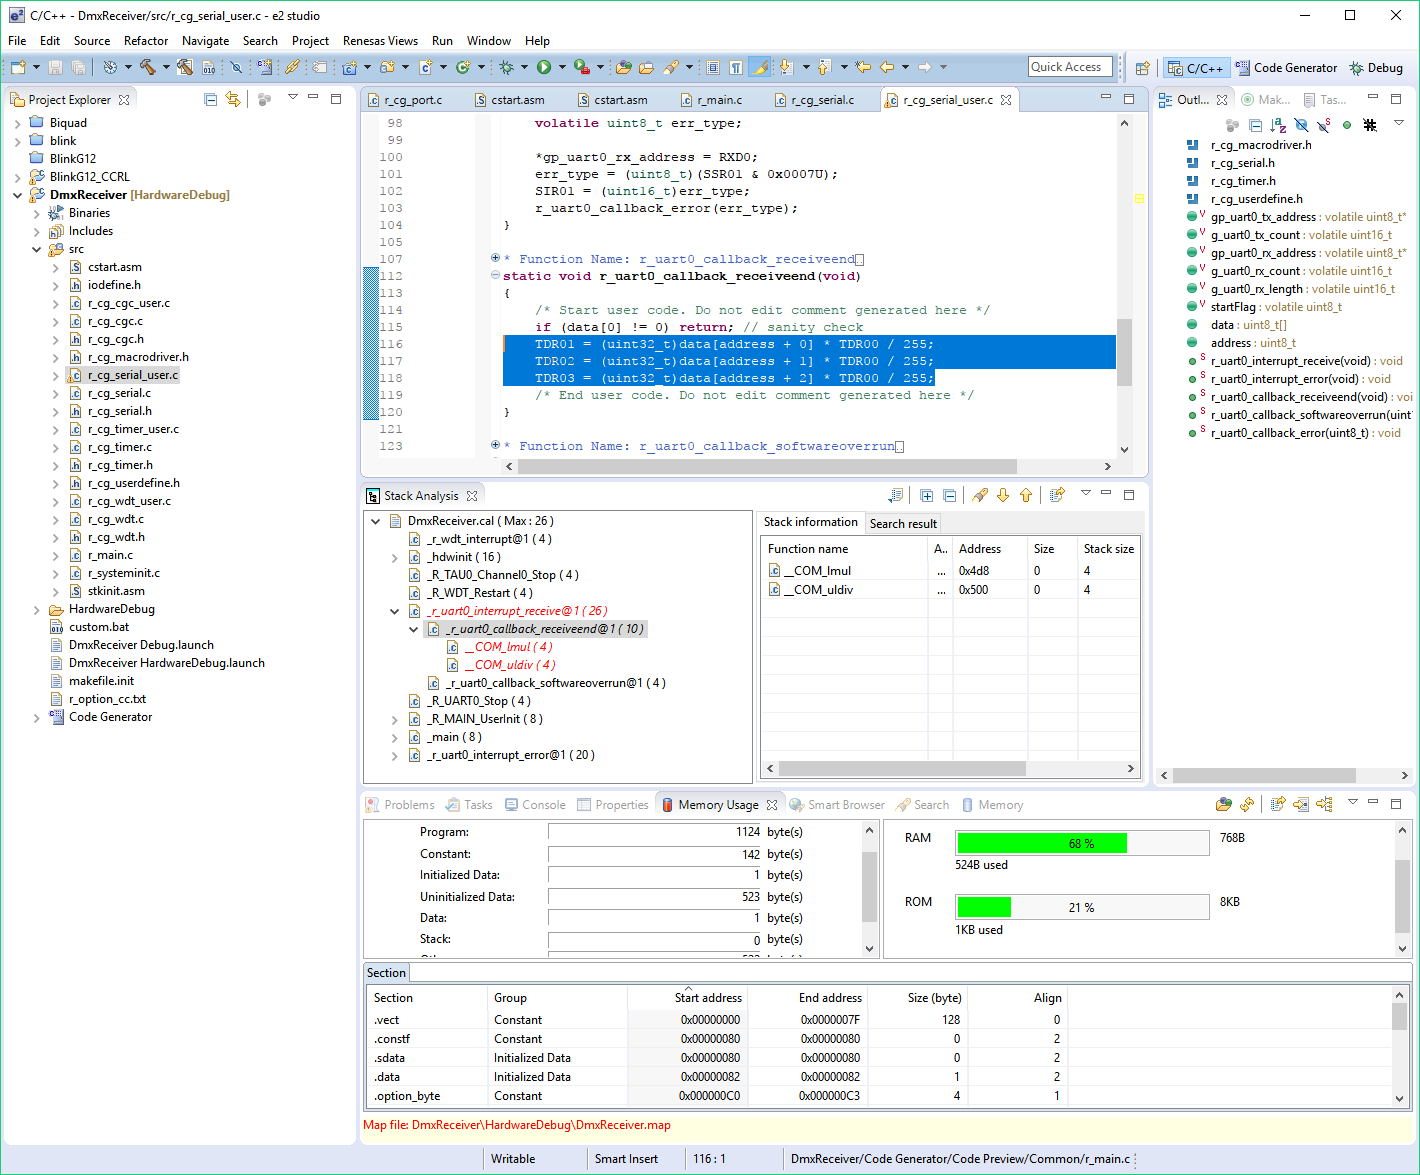 C/C++ - DmxReceiver/src/r_cg_serial_user.c - e2 studio
File Edit Source Refactor Navigate Search Project Renesas Views Run Window Help
Quick Access C/C++ Code Generator Debug
Project Explorer
Biquad
blink
BlinkG12
BlinkG12_CCRL
DmxReceiver [HardwareDebug]
Binaries
Includes
src
cstart.asm
iodefine.h
r_cg_cgc_user.c
r_cg_cgc.c
r_cg_cgc.h
r_cg_macrodriver.h
r_cg_serial_user.c
r_cg_serial.c
r_cg_serial.h
r_cg_timer_user.c
r_cg_timer.c
r_cg_timer.h
r_cg_userdefine.h
r_cg_wdt_user.c
r_cg_wdt.c
r_cg_wdt.h
r_main.c
r_systeminit.c
stkinit.asm
HardwareDebug
custom.bat
DmxReceiver Debug.launch
DmxReceiver HardwareDebug.launch
makefile.init
r_option_cc.txt
Code Generator
r_cg_port.c cstart.asm cstart.asm r_main.c r_cg_serial.c r_cg_serial_user.c
98 volatile uint8_t err_type;
99
100 *gp_uart0_rx_address = RXD0;
101 err_type = (uint8_t)(SSR01 & 0x0007U);
102 SIR01 = (uint16_t)err_type;
103 r_uart0_callback_error(err_type);
104 }
105
107 * Function Name: r_uart0_callback_receiveend
112 static void r_uart0_callback_receiveend(void)
113 {
114 /* Start user code. Do not edit comment generated here */
115 if (data[0] != 0) return; // sanity check
116 TDR01 = (uint32_t)data[address + 0] * TDR00 / 255;
117 TDR02 = (uint32_t)data[address + 1] * TDR00 / 255;
118 TDR03 = (uint32_t)data[address + 2] * TDR00 / 255;
119 /* End user code. Do not edit comment generated here */
120 }
121
123 * Function Name: r_uart0_callback_softwareoverrun
Outl... Mak... Tas...
r_cg_macrodriver.h
r_cg_serial.h
r_cg_timer.h
r_cg_userdefine.h
gp_uart0_tx_address : volatile uint8_t*
g_uart0_tx_count : volatile uint16_t
gp_uart0_rx_address : volatile uint8_t*
g_uart0_rx_count : volatile uint16_t
g_uart0_rx_length : volatile uint16_t
startFlag : volatile uint8_t
data : uint8_t[]
address : uint8_t
r_uart0_interrupt_receive(void) : void
r_uart0_interrupt_error(void) : void
r_uart0_callback_receiveend(void) : voi
r_uart0_callback_softwareoverrun(uint
r_uart0_callback_error(uint8_t) : void
Stack Analysis
DmxReceiver.cal ( Max : 26 )
_r_wdt_interrupt@1 ( 4 )
_hdwinit ( 16 )
_R_TAU0_Channel0_Stop ( 4 )
_R_WDT_Restart ( 4 )
_r_uart0_interrupt_receive@1 ( 26 )
_r_uart0_callback_receiveend@1 ( 10 )
__COM_lmul ( 4 )
__COM_uldiv ( 4 )
_r_uart0_callback_softwareoverrun@1 ( 4 )
_R_UART0_Stop ( 4 )
_R_MAIN_UserInit ( 8 )
_main ( 8 )
_r_uart0_interrupt_error@1 ( 20 )
Stack information Search result
Function name A.. Address Size Stack size
__COM_lmul ... 0x4d8 0 4
__COM_uldiv ... 0x500 0 4
Problems Tasks Console Properties Memory Usage Smart Browser Search Memory
Program: 1124 byte(s)
Constant: 142 byte(s)
Initialized Data: 1 byte(s)
Uninitialized Data: 523 byte(s)
Data: 1 byte(s)
Stack: 0 byte(s)
RAM 68 % 768B
524B used
ROM 21 % 8KB
1KB used
Section
Section Group Start address End address Size (byte) Align
.vect Constant 0x00000000 0x0000007F 128 0
.constf Constant 0x00000080 0x00000080 0 2
.sdata Initialized Data 0x00000080 0x00000080 0 2
.data Initialized Data 0x00000082 0x00000082 1 2
.option_byte Constant 0x000000C0 0x000000C3 4 1
Map file: DmxReceiver\HardwareDebug\DmxReceiver.map
Writable Smart Insert 116 : 1 DmxReceiver/Code Generator/Code Preview/Common/r_main.c